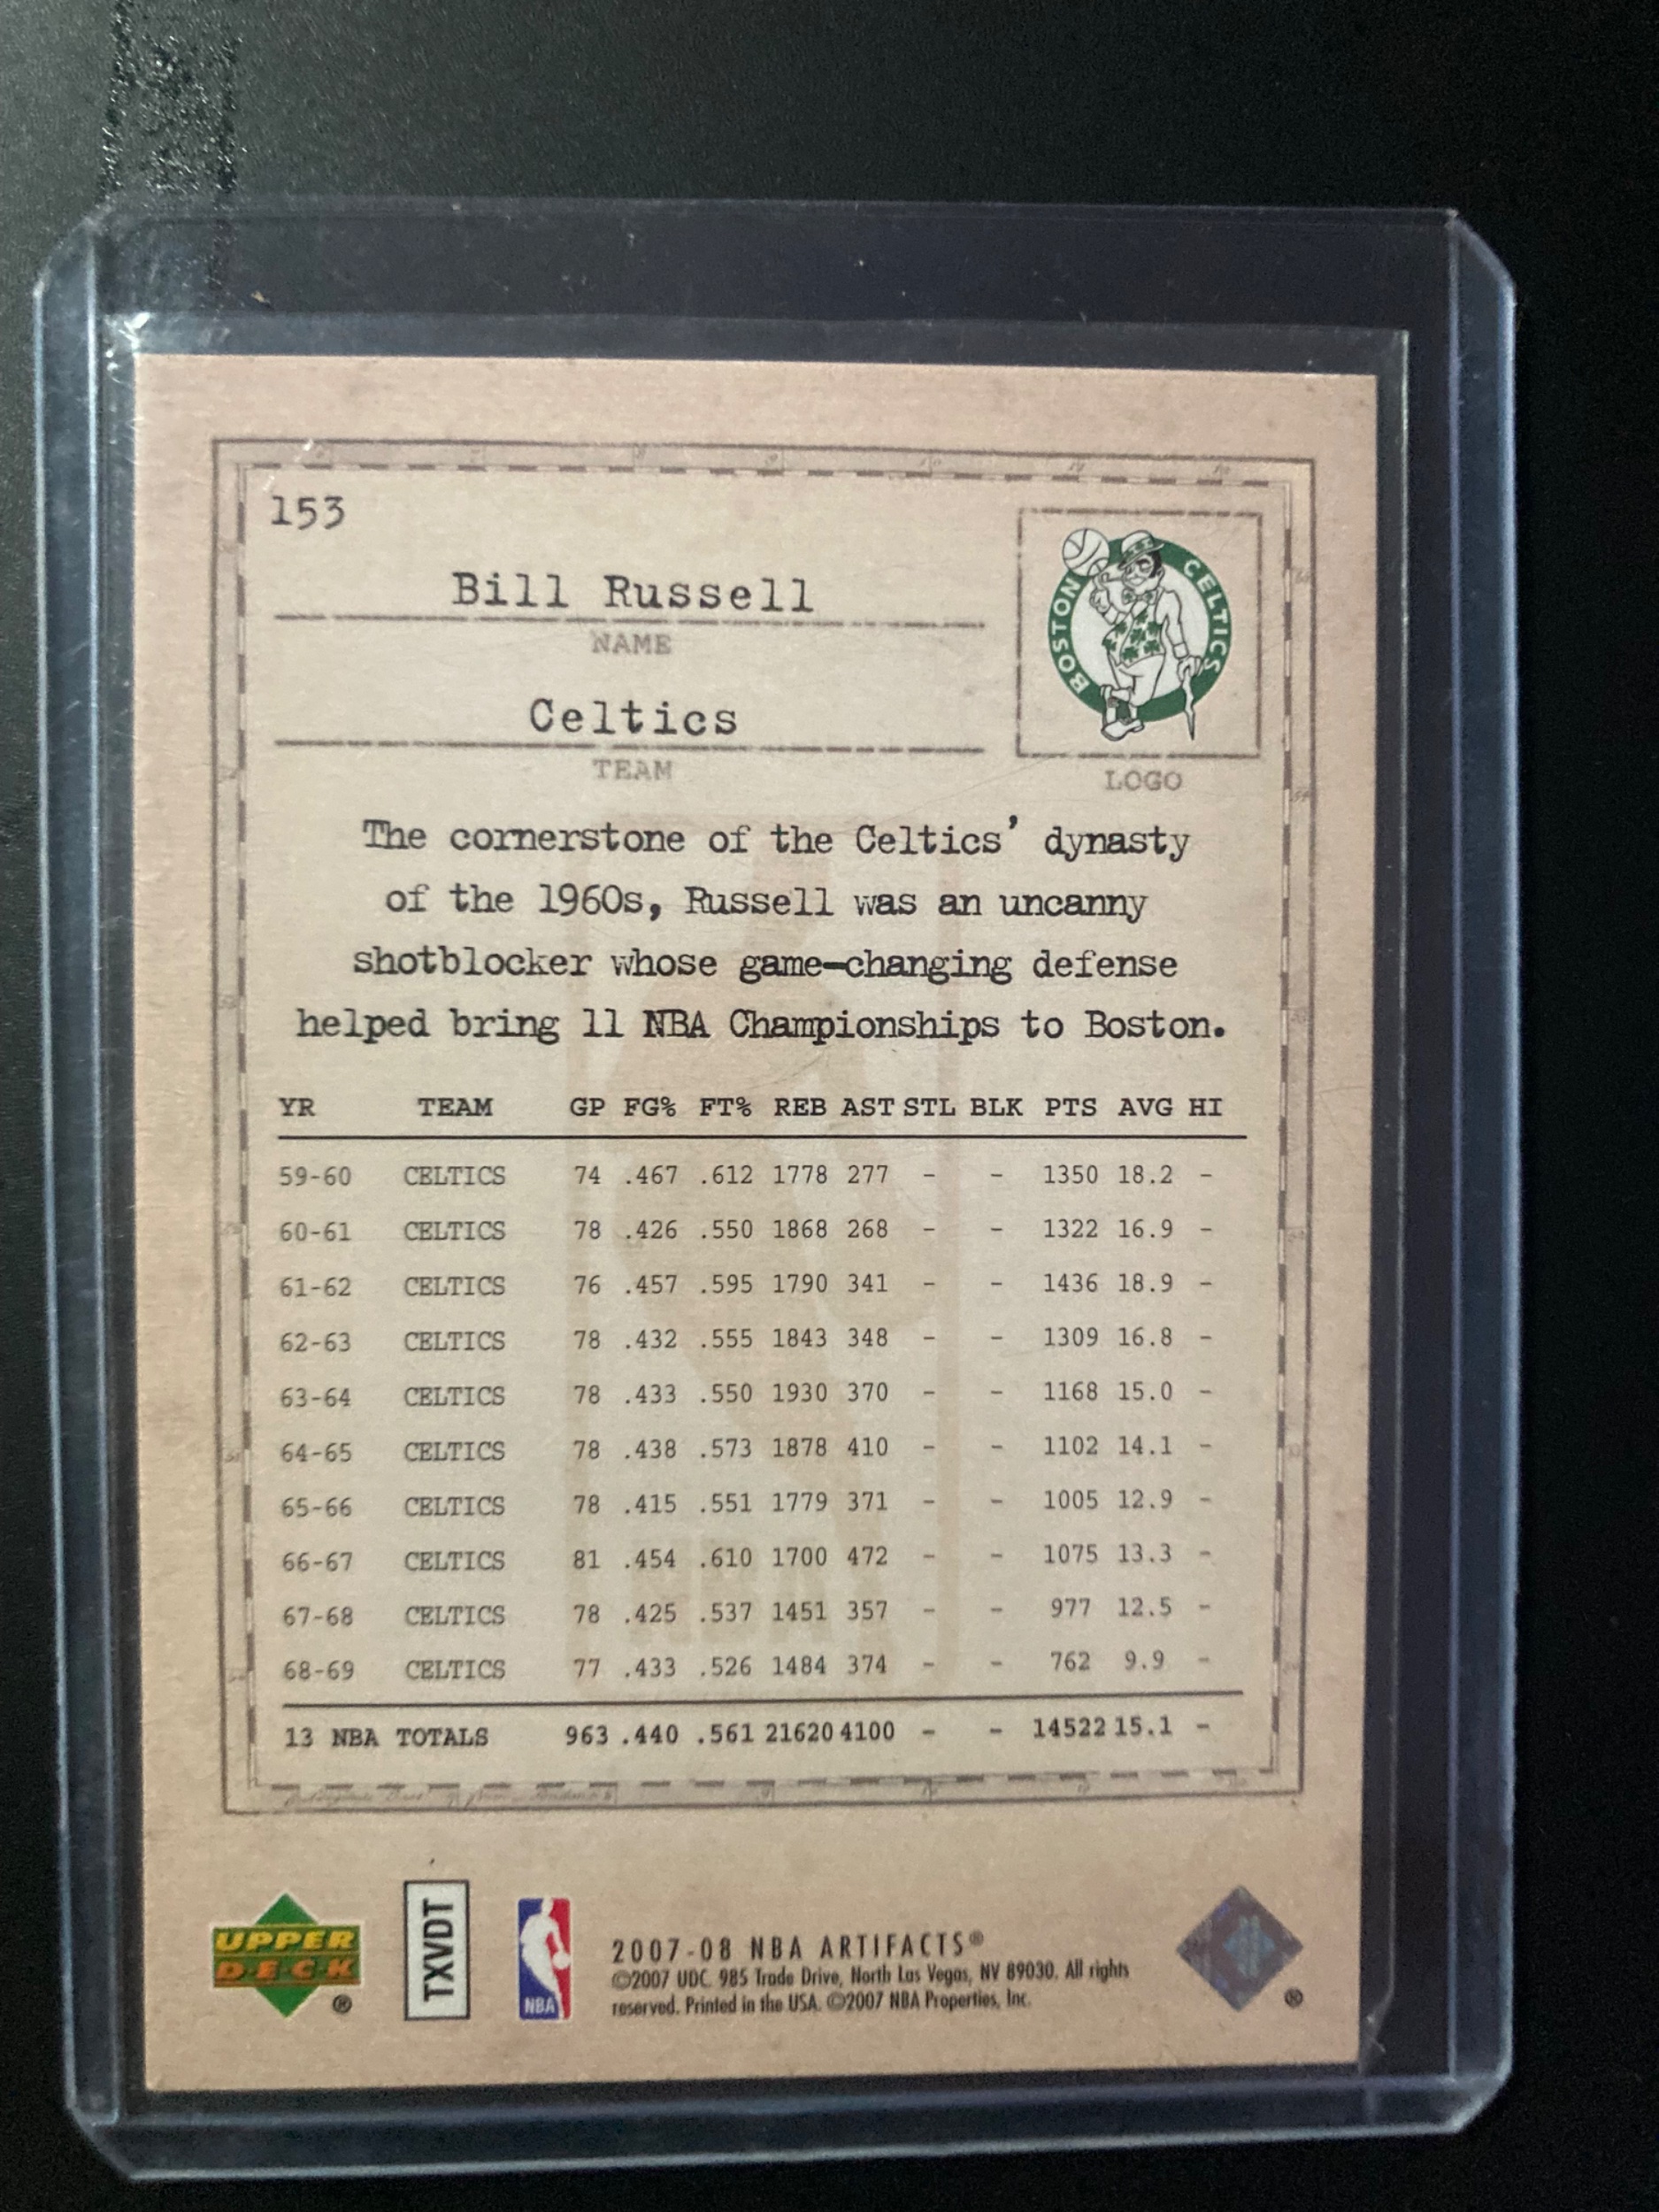 153
Bill Russell
NAME
Celtics
TEAM
BOSTON CELTICS
LOGO
The cornerstone of the Celtics’ dynasty
of the 1960s, Russell was an uncanny
shotblocker whose game-changing defense
helped bring 11 NBA Championships to Boston.
YR TEAM GP FG% FT% REB AST STL BLK PTS AVG HI
59-60 CELTICS 74 .467 .612 1778 277 - - 1350 18.2 -
60-61 CELTICS 78 .426 .550 1868 268 - - 1322 16.9 -
61-62 CELTICS 76 .457 .595 1790 341 - - 1436 18.9 -
62-63 CELTICS 78 .432 .555 1843 348 - - 1309 16.8 -
63-64 CELTICS 78 .433 .550 1930 370 - - 1168 15.0 -
64-65 CELTICS 78 .438 .573 1878 410 - - 1102 14.1 -
65-66 CELTICS 78 .415 .551 1779 371 - - 1005 12.9 -
66-67 CELTICS 81 .454 .610 1700 472 - - 1075 13.3 -
67-68 CELTICS 78 .425 .537 1451 357 - - 977 12.5 -
68-69 CELTICS 77 .433 .526 1484 374 - - 762 9.9 -
13 NBA TOTALS 963 .440 .561 21620 4100 - - 14522 15.1 -
UPPER
DECK
®
TXVDT
NBA
2007-08 NBA ARTIFACTS®
©2007 UDC. 985 Trade Drive, North Las Vegas, NV 89030. All rights
reserved. Printed in the USA. ©2007 NBA Properties, Inc.
®